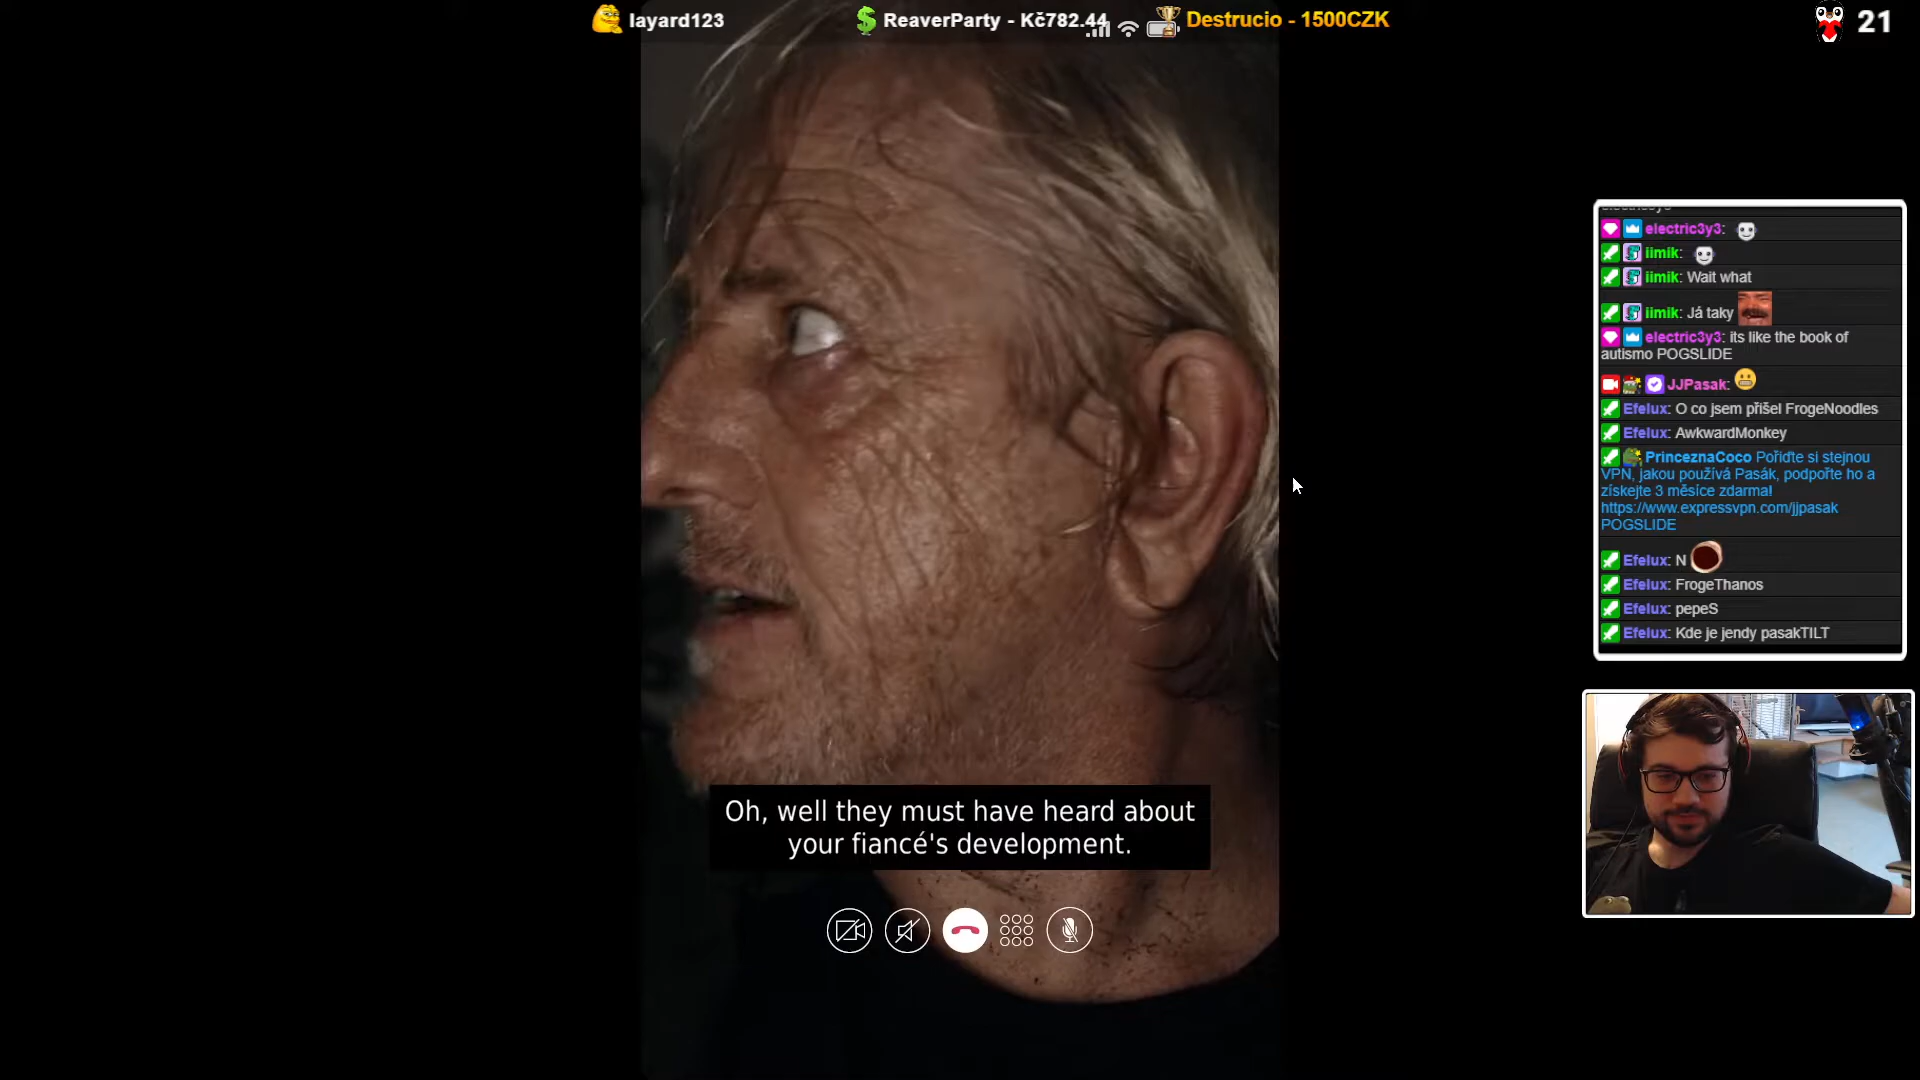 layard123
ReaverParty - Kč782.44
Destrucio - 1500CZK
21
electric3y3:
iimik:
iimik: Wait what
iimik: Já taky
electric3y3: its like the book of
autismo POGSLIDE
JJPasak:
Efelux: O co jsem přišel FrogeNoodles
Efelux: AwkwardMonkey
PrinceznaCoco Pořiďte si stejnou
VPN, jakou používá Pasák, podpořte ho a
získejte 3 měsíce zdarma!
https://www.expressvpn.com/jjpasak
POGSLIDE
Efelux: N
Efelux: FrogeThanos
Efelux: pepeS
Efelux: Kde je jendy pasakTILT
Oh, well they must have heard about
your fiancé's development.